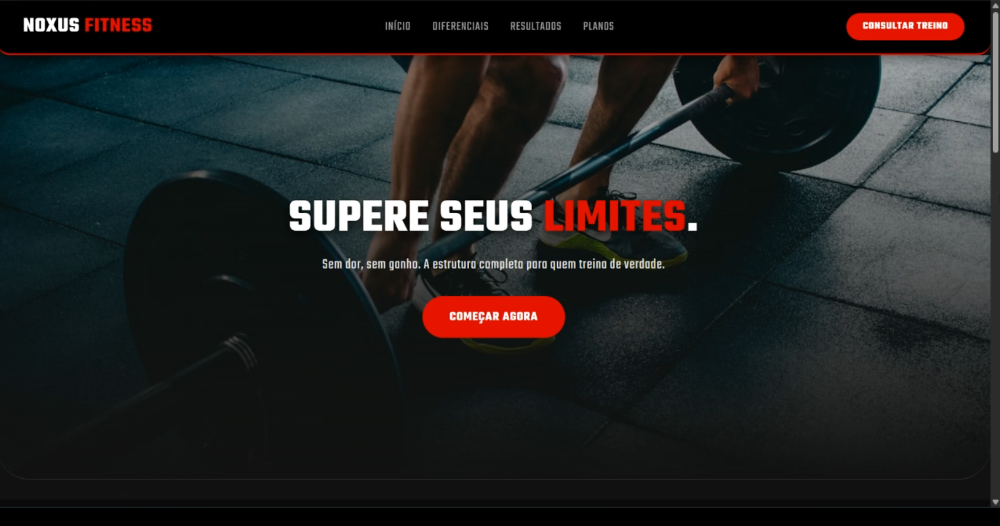 NOXUS FITNESS
INÍCIO
DIFERENCIAIS
RESULTADOS
PLANOS
CONSULTAR TREINO
SUPERE SEUS LIMITES.
Sem dor, sem ganho. A estrutura completa para quem treina de verdade.
COMEÇAR AGORA